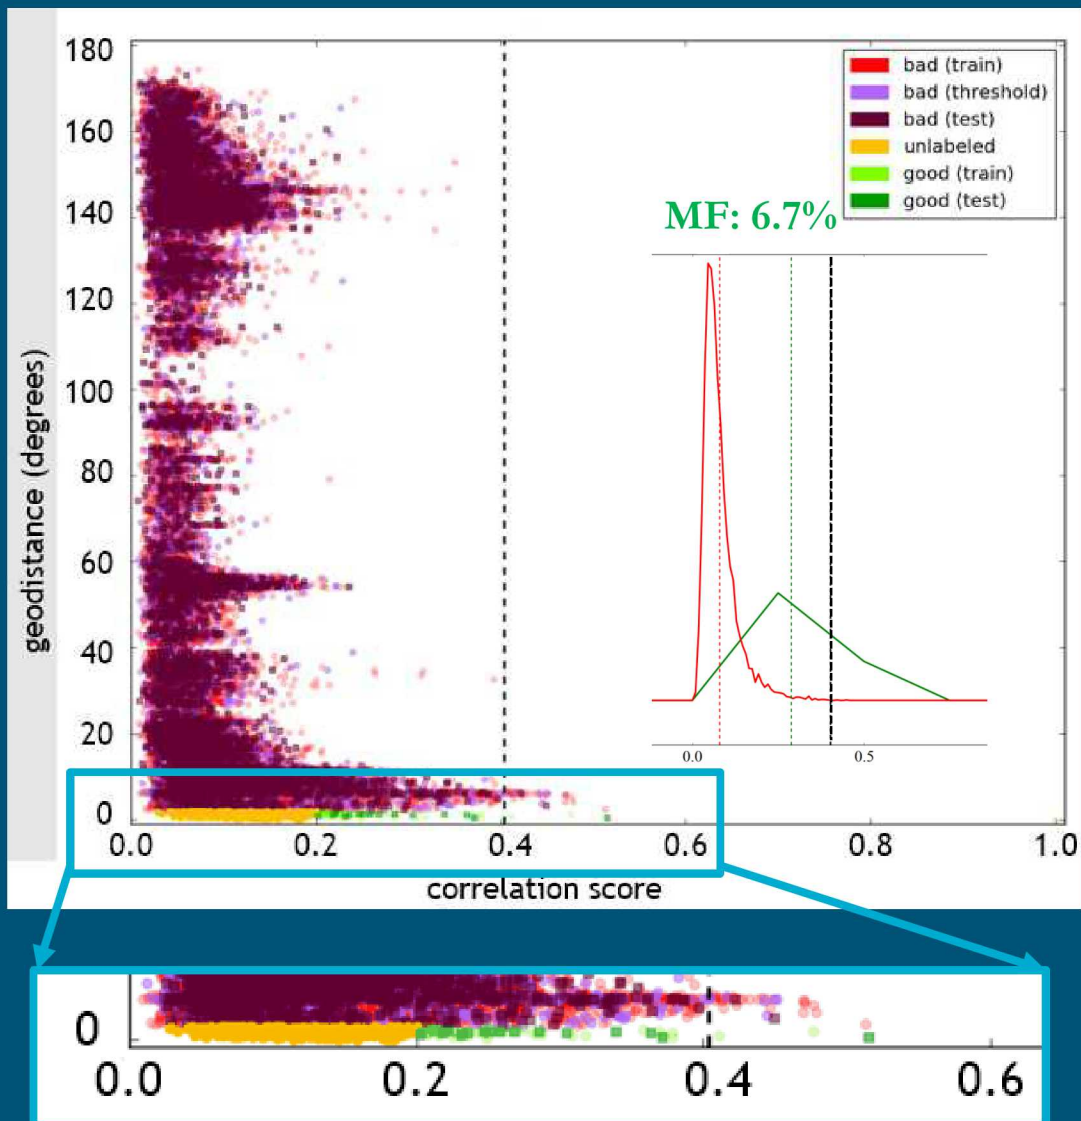 180
160
140
120
100
80
60
40
20
0
geodistance (degrees)
bad (train)
bad (threshold)
bad (test)
unlabeled
good (train)
good (test)
MF: 6.7%
0.0 0.5
0.0 0.2 0.4 0.6 0.8 1.0
correlation score
0
0.0 0.2 0.4 0.6